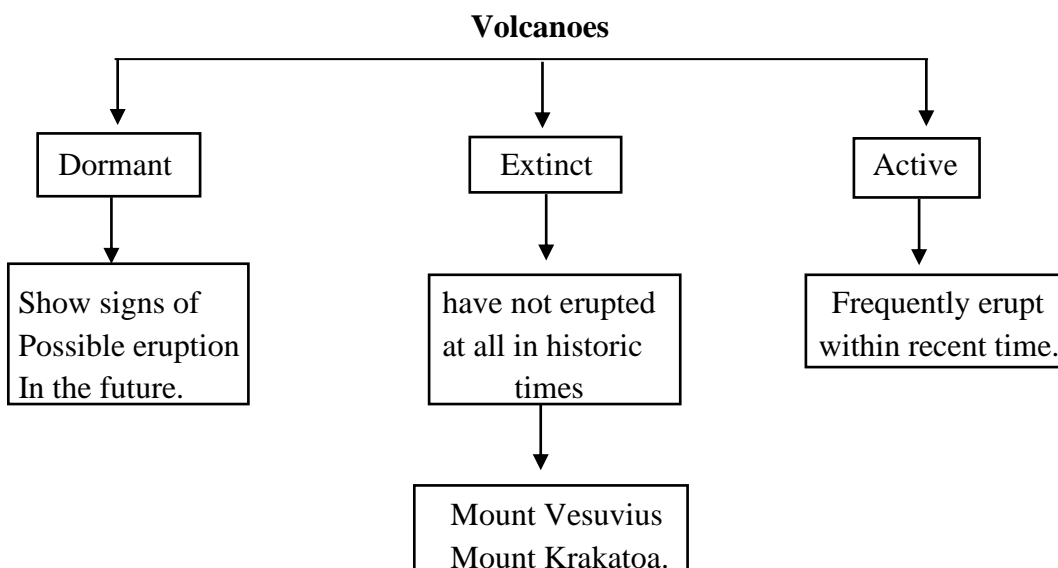 Volcanoes
Dormant
Extinct
Active
Show signs of
Possible eruption
In the future.
have not erupted
at all in historic
times
Frequently erupt
within recent time.
Mount Vesuvius
Mount Krakatoa.